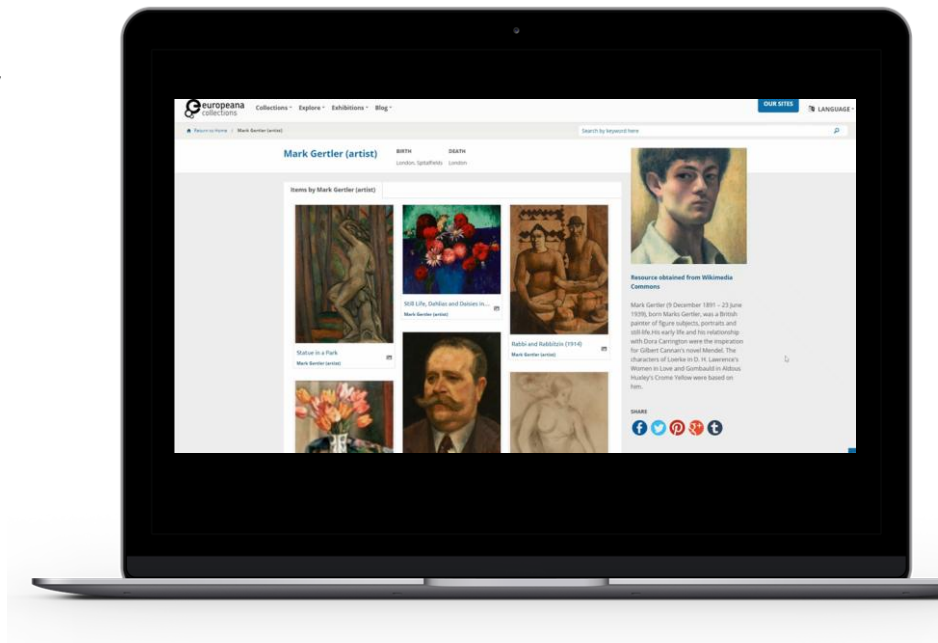 europeana
collections
Collections
Explore
Exhibitions
Blog
OUR SITES
LANGUAGE
Resource Home / Mark Gertler (artist)
Search by keyword here
Mark Gertler (artist)
BIRTH
London, Spitalfields
DEATH
London
Items by Mark Gertler (artist)
Statue in a Park
Mark Gertler (artist)
Still Life, Dahlias and Daisies in...
Mark Gertler (artist)
Rabbi and Rabbitzin (1914)
Mark Gertler (artist)
Resource obtained from Wikimedia
Commons
Mark Gertler (9 December 1891 – 23 June
1939), born Marks Gertler, was a British
painter of figure subjects, portraits and
still-life.His early life and his relationship
with Dora Carrington were the inspiration
for Gilbert Cannan's novel Mendel. The
characters of Loerke in D. H. Lawrence's
Women in Love and Gombauld in Aldous
Huxley's Crome Yellow were based on
him.
SHARE